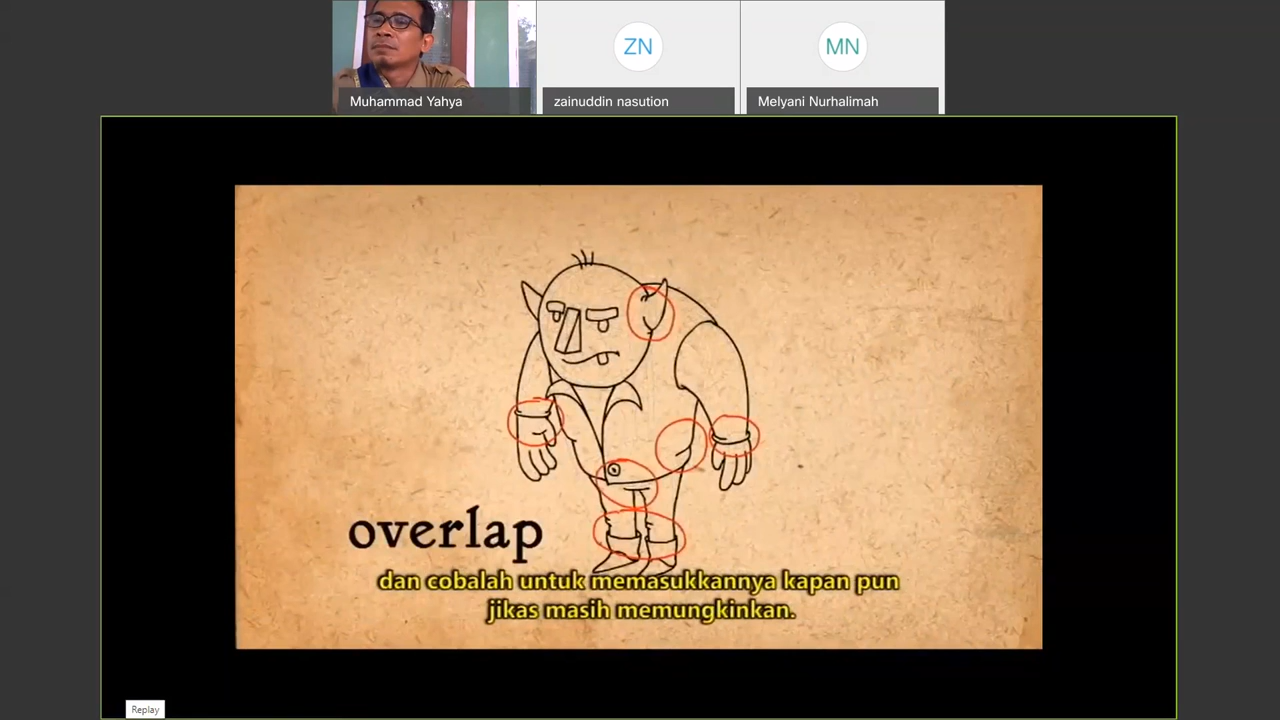 ZN
MN
Muhammad Yahya
zainuddin nasution
Melyani Nurhalimah
overlap
dan cobalah untuk memasukkannya kapan pun
jikas masih memungkinkan.
Replay